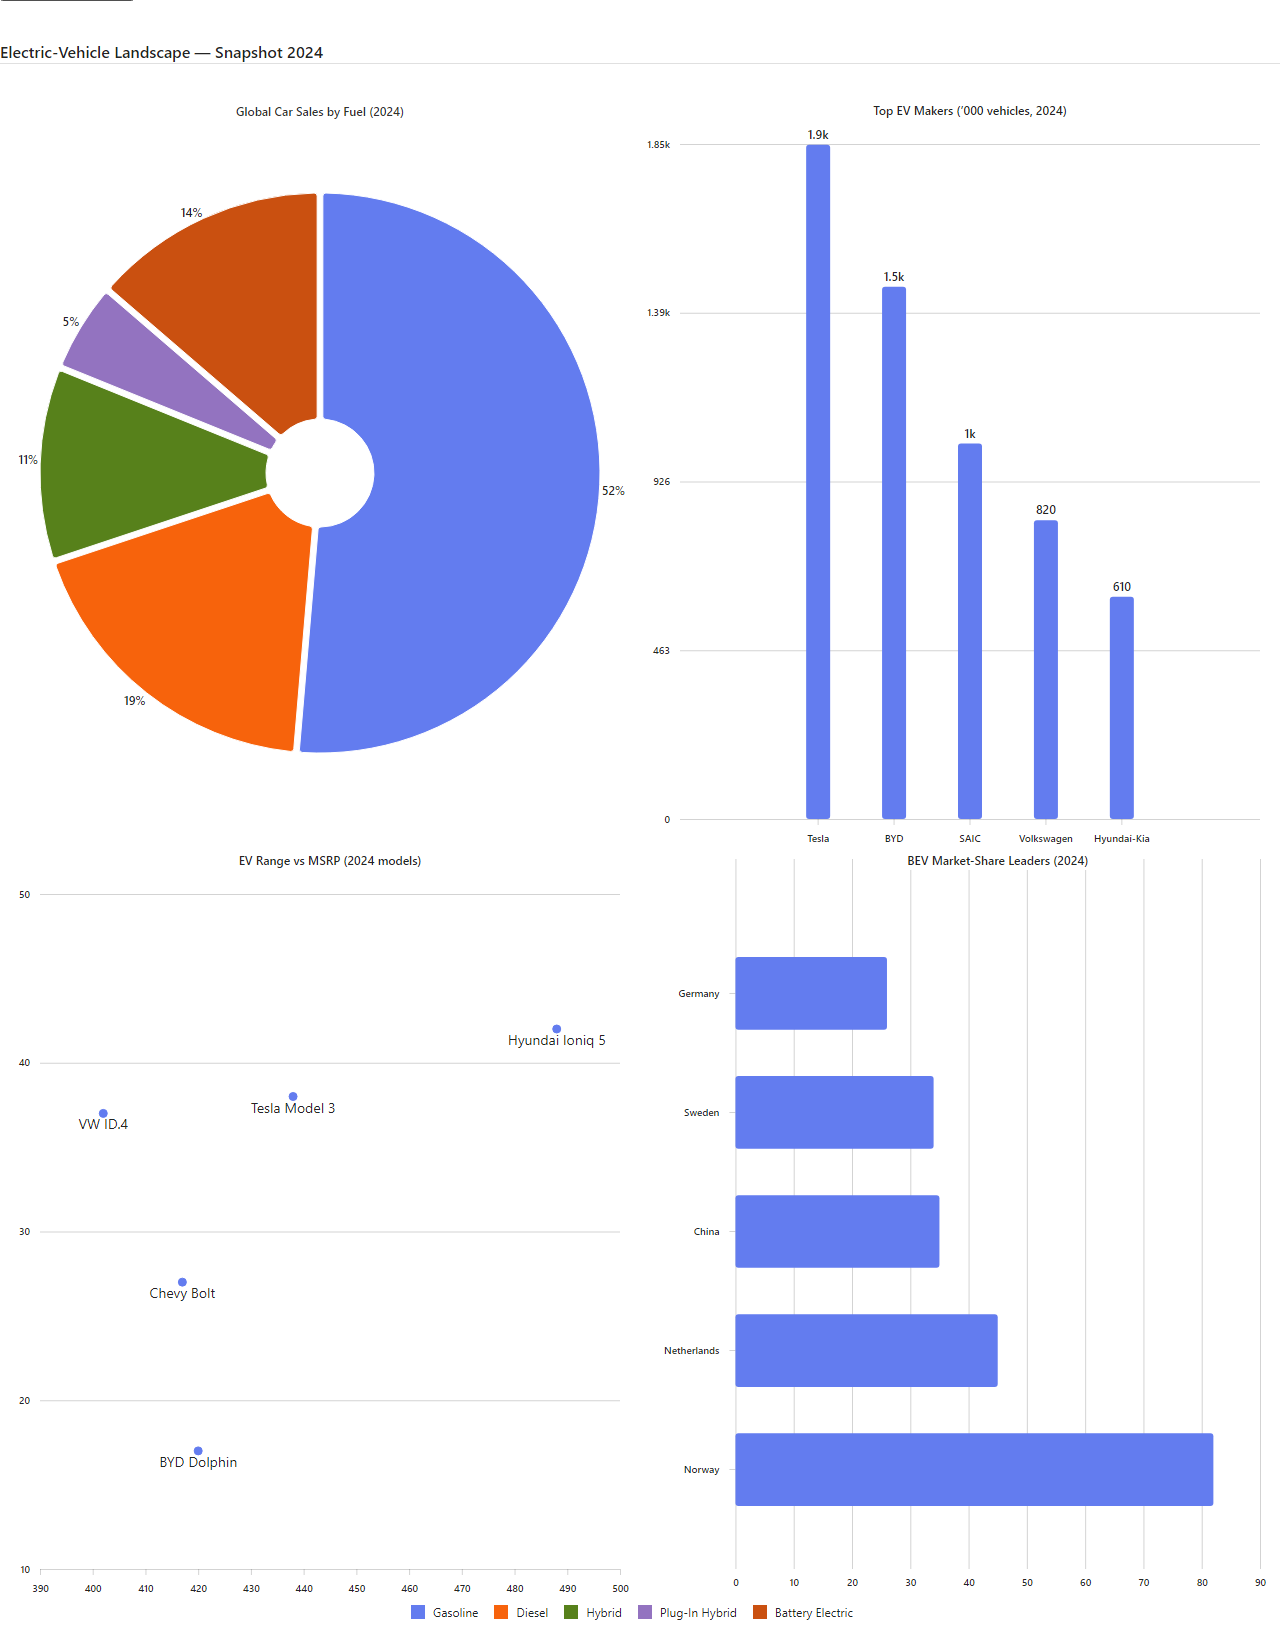 Electric-Vehicle Landscape — Snapshot 2024
Global Car Sales by Fuel (2024)
14%
5%
11%
52%
19%
Top EV Makers ('000 vehicles, 2024)
1.9k
1.85k
1.5k
1.39k
1k
926
820
610
463
0
Tesla BYD SAIC Volkswagen Hyundai-Kia
EV Range vs MSRP (2024 models)
50
Hyundai Ioniq 5
40
Tesla Model 3
VW ID.4
30
Chevy Bolt
20
BYD Dolphin
10
390 400 410 420 430 440 450 460 470 480 490 500
BEV Market-Share Leaders (2024)
Germany
Sweden
China
Netherlands
Norway
0 10 20 30 40 50 60 70 80 90
Gasoline Diesel Hybrid Plug-In Hybrid Battery Electric